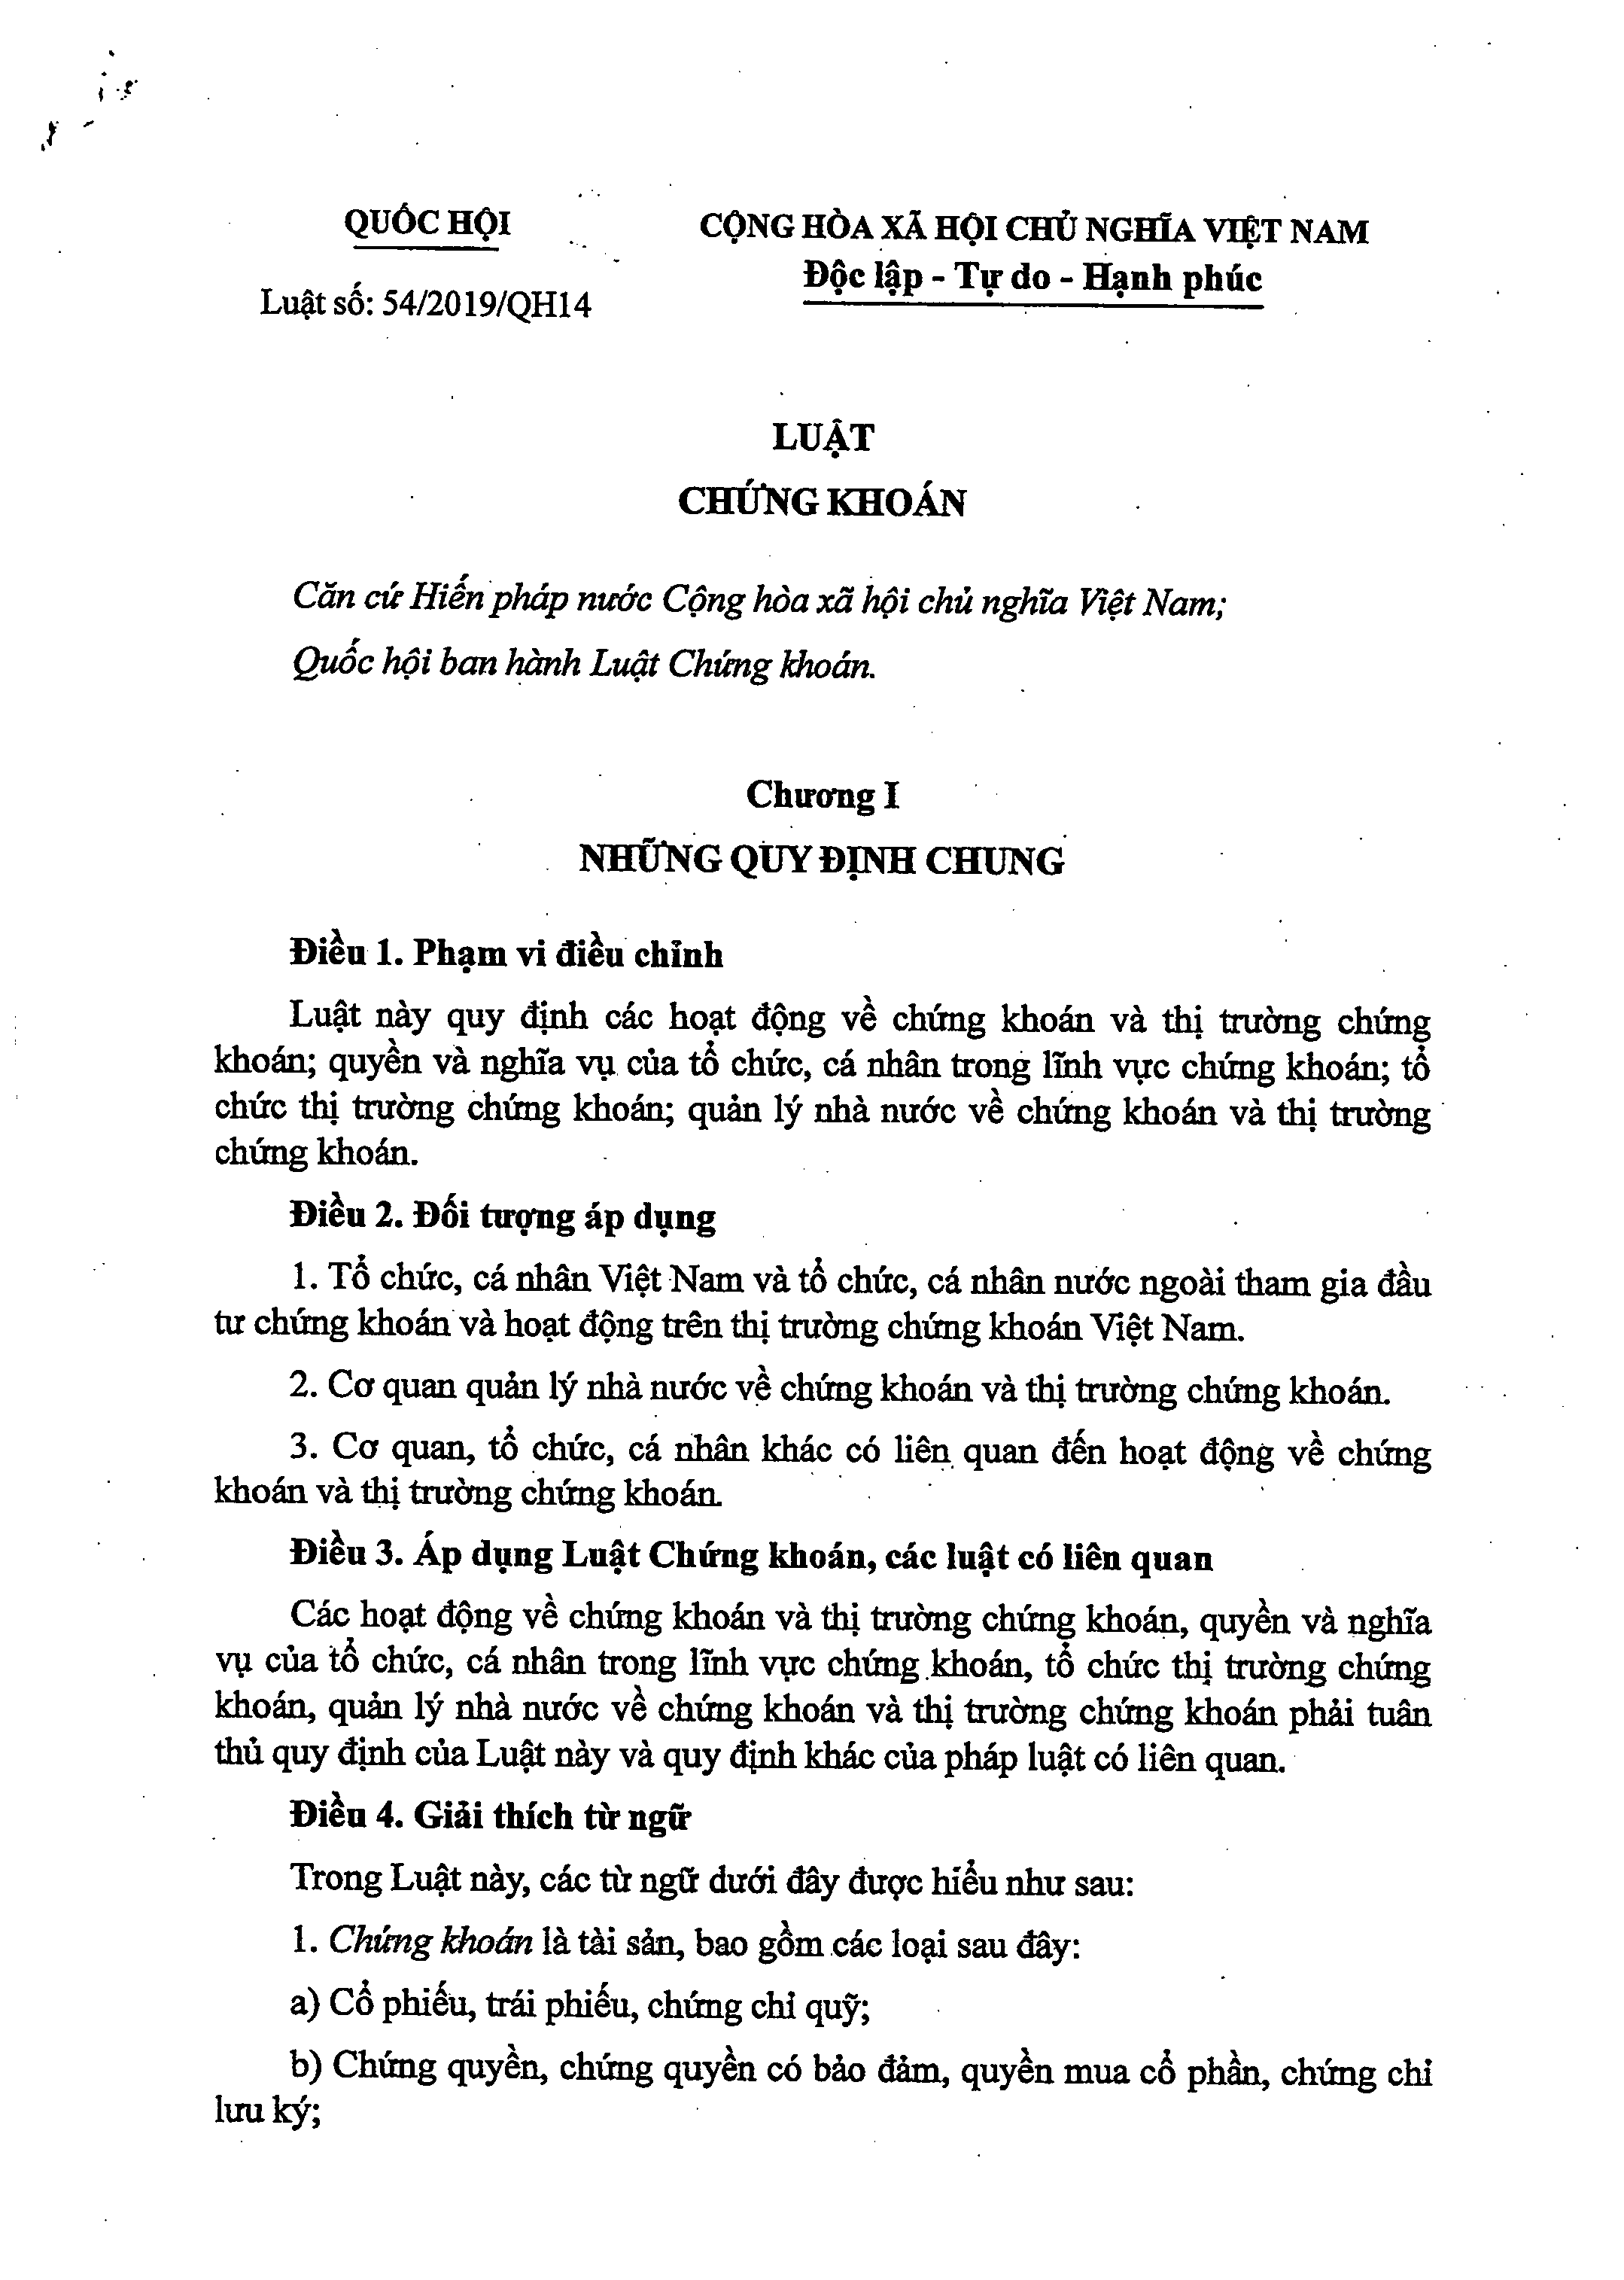 QUỐC HỘI
Luật số: 54/2019/QH14
CỘNG HÒA XÃ HỘI CHỦ NGHĨA VIỆT NAM
Độc lập - Tự do - Hạnh phúc
LUẬT
CHỨNG KHOÁN
Căn cứ Hiến pháp nước Cộng hòa xã hội chủ nghĩa Việt Nam;
Quốc hội ban hành Luật Chứng khoán.
Chương I
NHỮNG QUY ĐỊNH CHUNG
Điều 1. Phạm vi điều chỉnh
Luật này quy định các hoạt động về chứng khoán và thị trường chứng
khoán; quyền và nghĩa vụ của tổ chức, cá nhân trong lĩnh vực chứng khoán; tổ
chức thị trường chứng khoán; quản lý nhà nước về chứng khoán và thị trường
chứng khoán.
Điều 2. Đối tượng áp dụng
1. Tổ chức, cá nhân Việt Nam và tổ chức, cá nhân nước ngoài tham gia đầu
tư chứng khoán và hoạt động trên thị trường chứng khoán Việt Nam.
2. Cơ quan quản lý nhà nước về chứng khoán và thị trường chứng khoán.
3. Cơ quan, tổ chức, cá nhân khác có liên quan đến hoạt động về chứng
khoán và thị trường chứng khoán.
Điều 3. Áp dụng Luật Chứng khoán, các luật có liên quan
Các hoạt động về chứng khoán và thị trường chứng khoán, quyền và nghĩa
vụ của tổ chức, cá nhân trong lĩnh vực chứng khoán, tổ chức thị trường chứng
khoán, quản lý nhà nước về chứng khoán và thị trường chứng khoán phải tuân
thủ quy định của Luật này và quy định khác của pháp luật có liên quan.
Điều 4. Giải thích từ ngữ
Trong Luật này, các từ ngữ dưới đây được hiểu như sau:
1. Chứng khoán là tài sản, bao gồm các loại sau đây:
a) Cổ phiếu, trái phiếu, chứng chỉ quỹ;
b) Chứng quyền, chứng quyền có bảo đảm, quyền mua cổ phần, chứng chỉ
lưu ký;